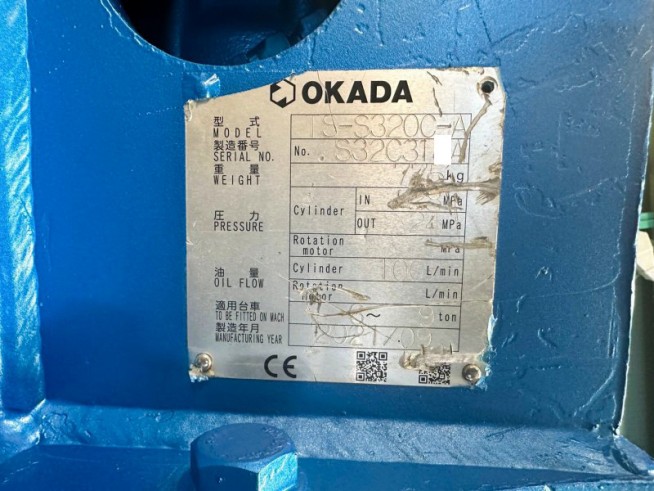 OKADA
型 式
MODEL TS-S320C-A
製造番号
SERIAL NO. No. S32C31
重 量
WEIGHT kg
圧 力
PRESSURE Cylinder IN MPa
OUT MPa
Rotation motor MPa
油 量
OIL FLOW Cylinder L/min
Rotation motor L/min
適用台車
TO BE FITTED ON MACH ~ ton
製造年月
MANUFACTURING YEAR
CE